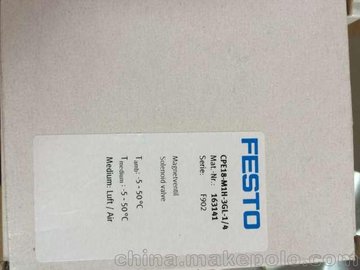 FESTO
CPE18-M1H-3GL-1/4
Mat.-Nr.: 163141
Serie: F902
Magnetventil
Solenoid valve
Tambi: -5 - 50 °C
Tmedium: -5 - 50 °C
Medium: Luft / Air
china.makepolo.com